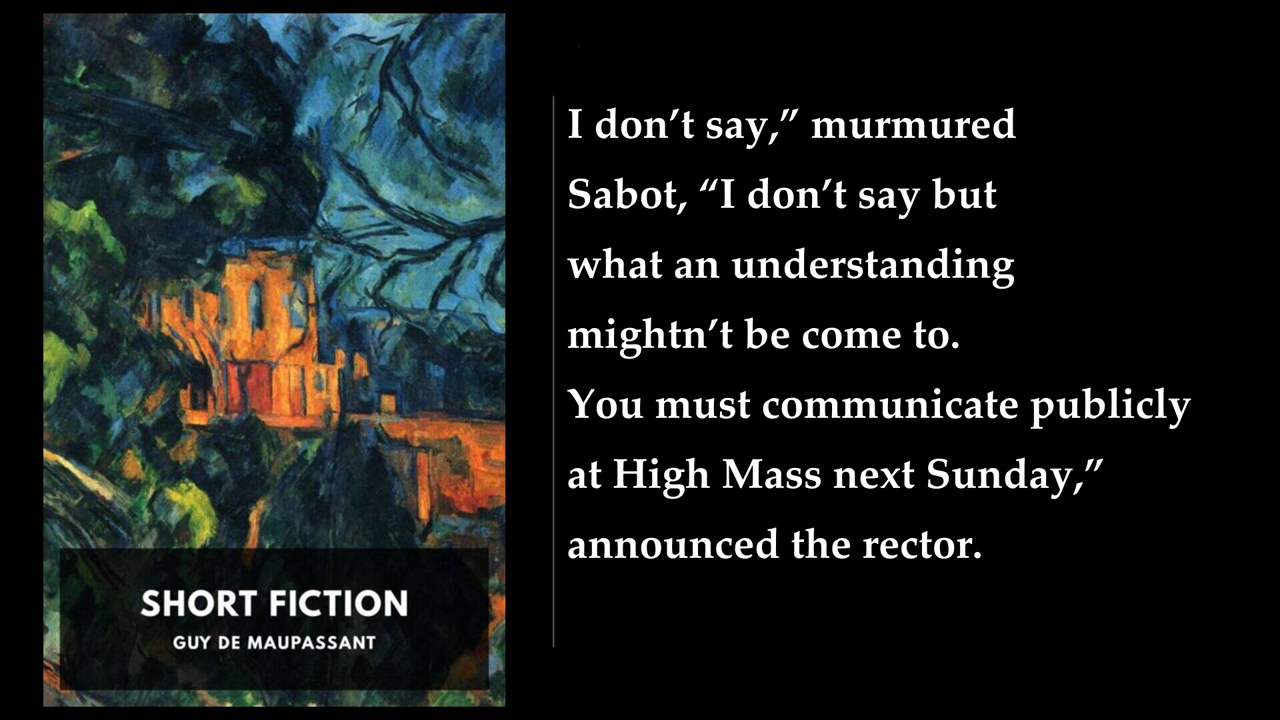 SHORT FICTION
GUY DE MAUPASSANT
I don’t say,” murmured
Sabot, “I don’t say but
what an understanding
mightn’t be come to.
You must communicate publicly
at High Mass next Sunday,”
announced the rector.